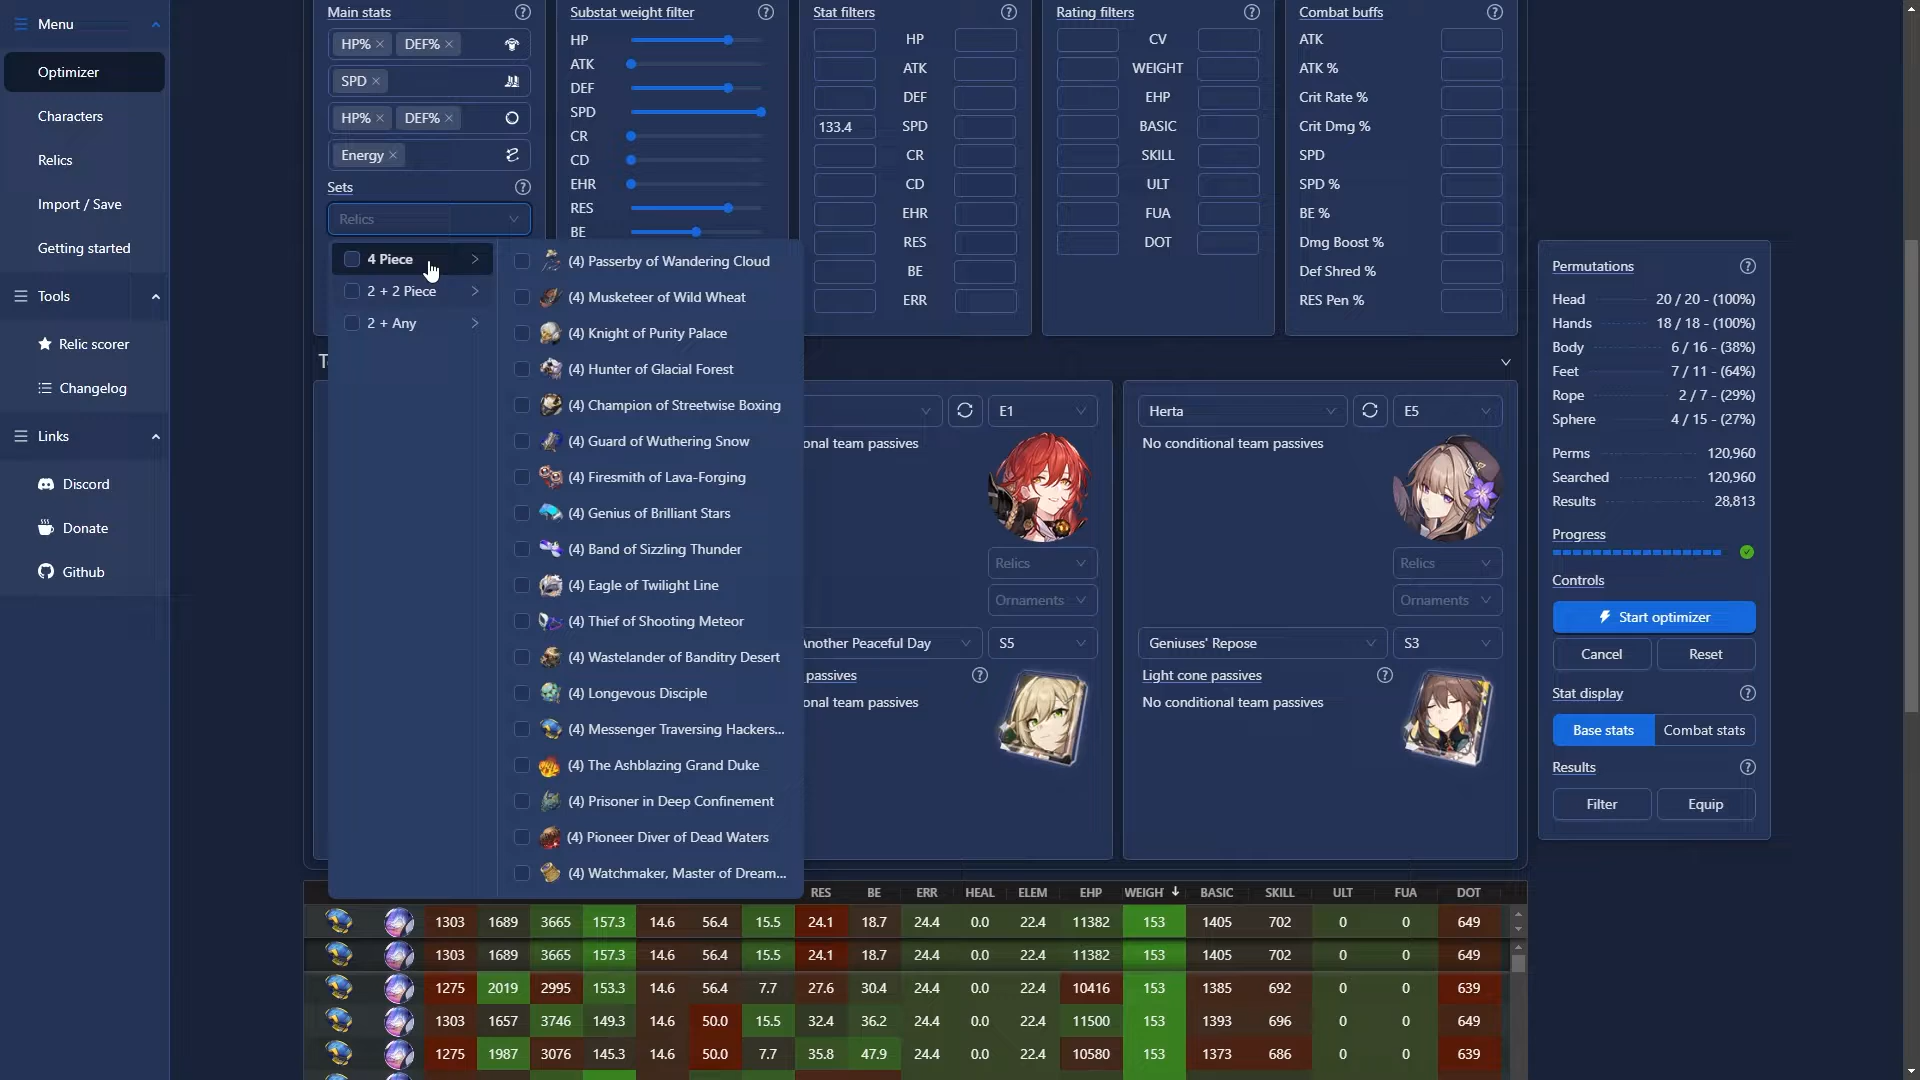 Menu
Optimizer
Characters
Relics
Import / Save
Getting started
Tools
Relic scorer
Changelog
Links
Discord
Donate
Github
Main stats
HP% × DEF% ×
SPD ×
HP% × DEF% ×
Energy ×
Sets
Relics
4 Piece
2 + 2 Piece
2 + Any
(4) Passerby of Wandering Cloud
(4) Musketeer of Wild Wheat
(4) Knight of Purity Palace
(4) Hunter of Glacial Forest
(4) Champion of Streetwise Boxing
(4) Guard of Wuthering Snow
(4) Firesmith of Lava-Forging
(4) Genius of Brilliant Stars
(4) Band of Sizzling Thunder
(4) Eagle of Twilight Line
(4) Thief of Shooting Meteor
(4) Wastelander of Banditry Desert
(4) Longevous Disciple
(4) Messenger Traversing Hackers...
(4) The Ashblazing Grand Duke
(4) Prisoner in Deep Confinement
(4) Pioneer Diver of Dead Waters
(4) Watchmaker, Master of Dream...
Substat weight filter
HP
ATK
DEF
SPD
CR
CD
EHR
RES
BE
Stat filters
HP
ATK
DEF
133.4 SPD
CR
CD
EHR
RES
BE
ERR
Rating filters
CV
WEIGHT
EHP
BASIC
SKILL
ULT
FUA
DOT
Combat buffs
ATK
ATK %
Crit Rate %
Crit Dmg %
SPD
SPD %
BE %
Dmg Boost %
Def Shred %
RES Pen %
E1
onal team passives
Relics
Ornaments
Another Peaceful Day S5
passives
onal team passives
Herta E5
No conditional team passives
Relics
Ornaments
Geniuses' Repose S3
Light cone passives
No conditional team passives
Permutations
Head 20 / 20 - (100%)
Hands 18 / 18 - (100%)
Body 6 / 16 - (38%)
Feet 7 / 11 - (64%)
Rope 2 / 7 - (29%)
Sphere 4 / 15 - (27%)
Perms 120,960
Searched 120,960
Results 28,813
Progress
Controls
Start optimizer
Cancel Reset
Stat display
Base stats Combat stats
Results
Filter Equip
RES BE ERR HEAL ELEM EHP WEIGH BASIC SKILL ULT FUA DOT
1303 1689 3665 157.3 14.6 56.4 15.5 24.1 18.7 24.4 0.0 22.4 11382 153 1405 702 0 0 649
1303 1689 3665 157.3 14.6 56.4 15.5 24.1 18.7 24.4 0.0 22.4 11382 153 1405 702 0 0 649
1275 2019 2995 153.3 14.6 56.4 7.7 27.6 30.4 24.4 0.0 22.4 10416 153 1385 692 0 0 639
1303 1657 3746 149.3 14.6 50.0 15.5 32.4 36.2 24.4 0.0 22.4 11500 153 1393 696 0 0 649
1275 1987 3076 145.3 14.6 50.0 7.7 35.8 47.9 24.4 0.0 22.4 10580 153 1373 686 0 0 639